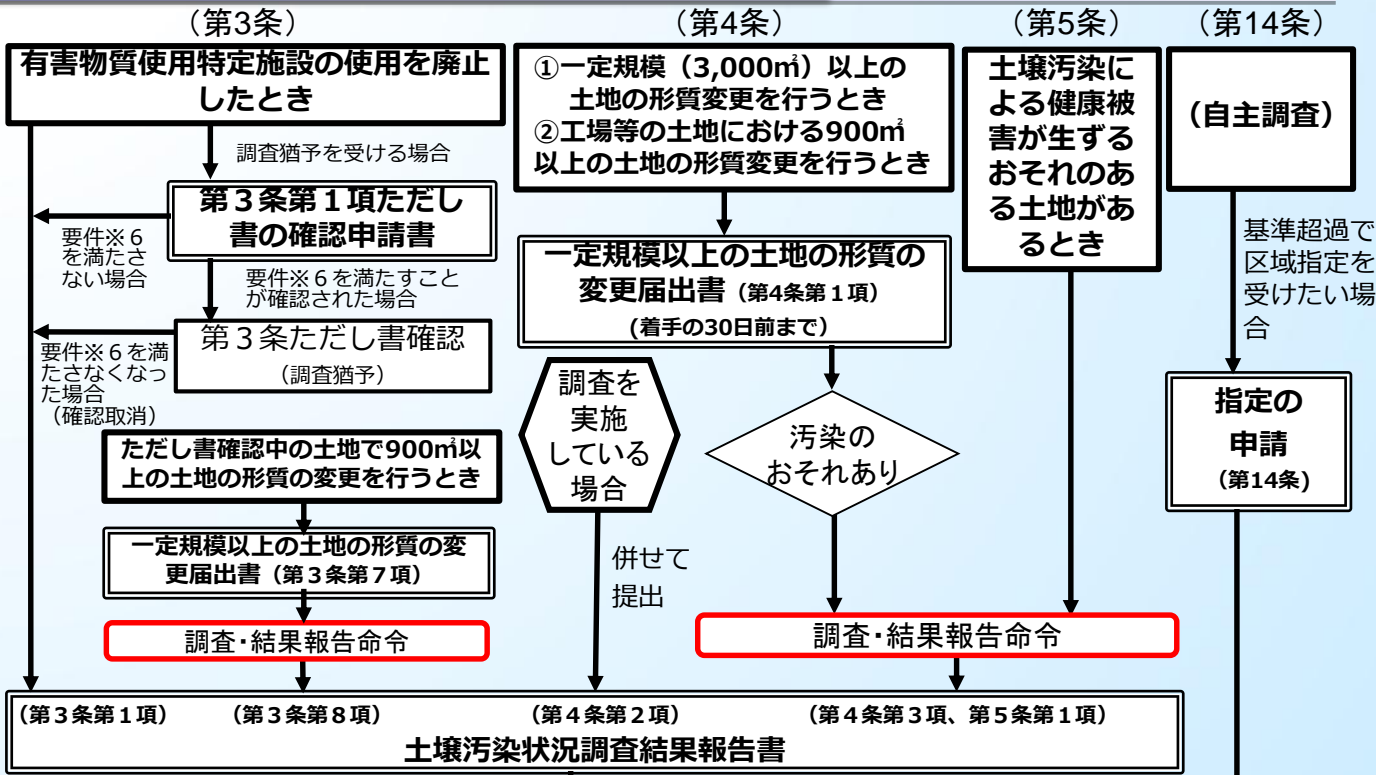 （第3条）
有害物質使用特定施設の使用を廃止
したとき
調査猶予を受ける場合
第３条第１項ただし
書の確認申請書
要件※６
を満たさ
ない場合
要件※６を満たすこと
が確認された場合
第３条ただし書確認
（調査猶予）
要件※６を満
たさなくなっ
た場合
（確認取消）
ただし書確認中の土地で900㎡以
上の土地の形質の変更を行うとき
一定規模以上の土地の形質の変
更届出書（第３条第７項）
調査・結果報告命令
（第4条）
①一定規模（3,000㎡）以上の
土地の形質変更を行うとき
②工場等の土地における900㎡
以上の土地の形質変更を行うとき
一定規模以上の土地の形質の
変更届出書（第4条第１項）
(着手の30日前まで）
調査を
実施
している
場合
併せて
提出
汚染の
おそれあり
（第5条）
土壌汚染に
よる健康被
害が生ずる
おそれのあ
る土地があ
るとき
調査・結果報告命令
（第14条）
（自主調査）
基準超過で
区域指定を
受けたい場
合
指定の
申請
（第14条）
（第３条第１項）
（第３条第８項）
（第４条第２項）
（第４条第３項、第５条第１項）
土壌汚染状況調査結果報告書